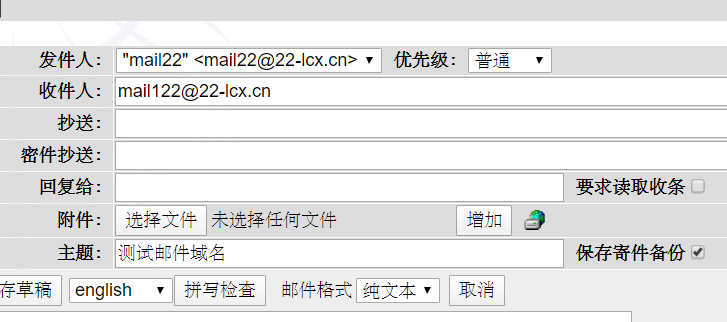 发件人： "mail22" <mail22@22-lcx.cn> 优先级： 普通
收件人： mail122@22-lcx.cn
抄送：
密件抄送：
回复给： 要求读取收条
附件： 选择文件 未选择任何文件 增加
主题： 测试邮件域名 保存寄件备份
存草稿 english 拼写检查 邮件格式 纯文本 取消